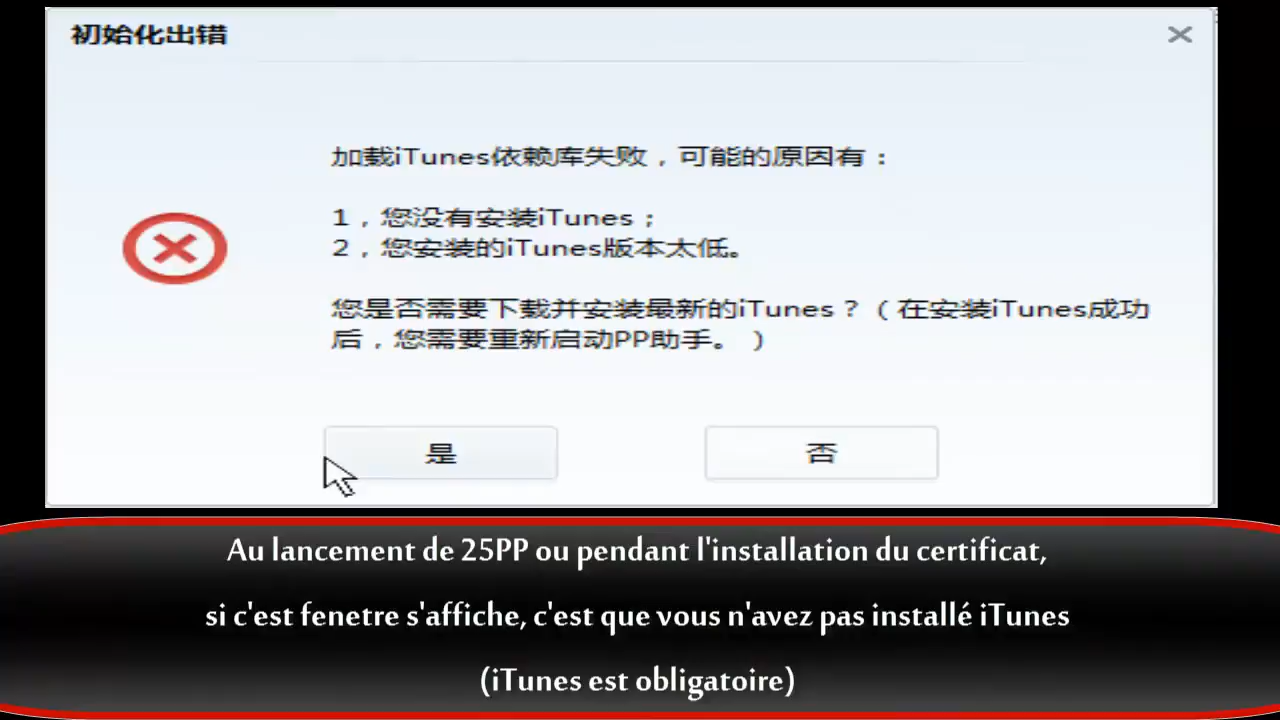 初始化出错
加载iTunes依赖库失败，可能的原因有：
1，您没有安装iTunes；
2，您安装的iTunes版本太低。
您是否需要下载并安装最新的iTunes？（在安装iTunes成功
后，您需要重新启动PP助手。）
是
否
Au lancement de 25PP ou pendant l'installation du certificat,
si c'est fenetre s'affiche, c'est que vous n'avez pas installé iTunes
(iTunes est obligatoire)